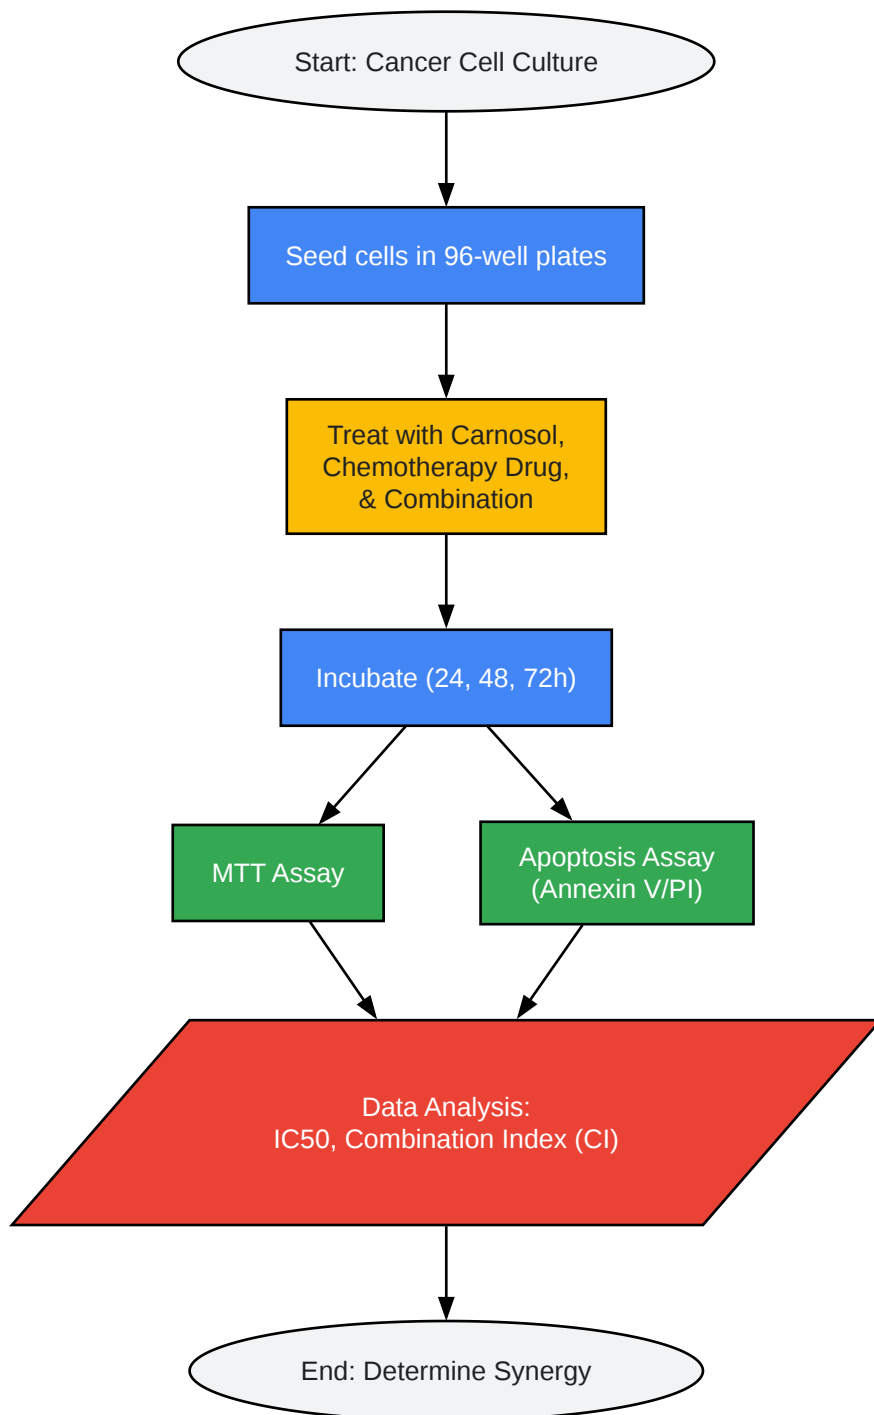 Start: Cancer Cell Culture
Seed cells in 96-well plates
Treat with Carnosol,
Chemotherapy Drug,
& Combination
Incubate (24, 48, 72h)
MTT Assay
Apoptosis Assay
(Annexin V/PI)
Data Analysis:
IC50, Combination Index (CI)
End: Determine Synergy